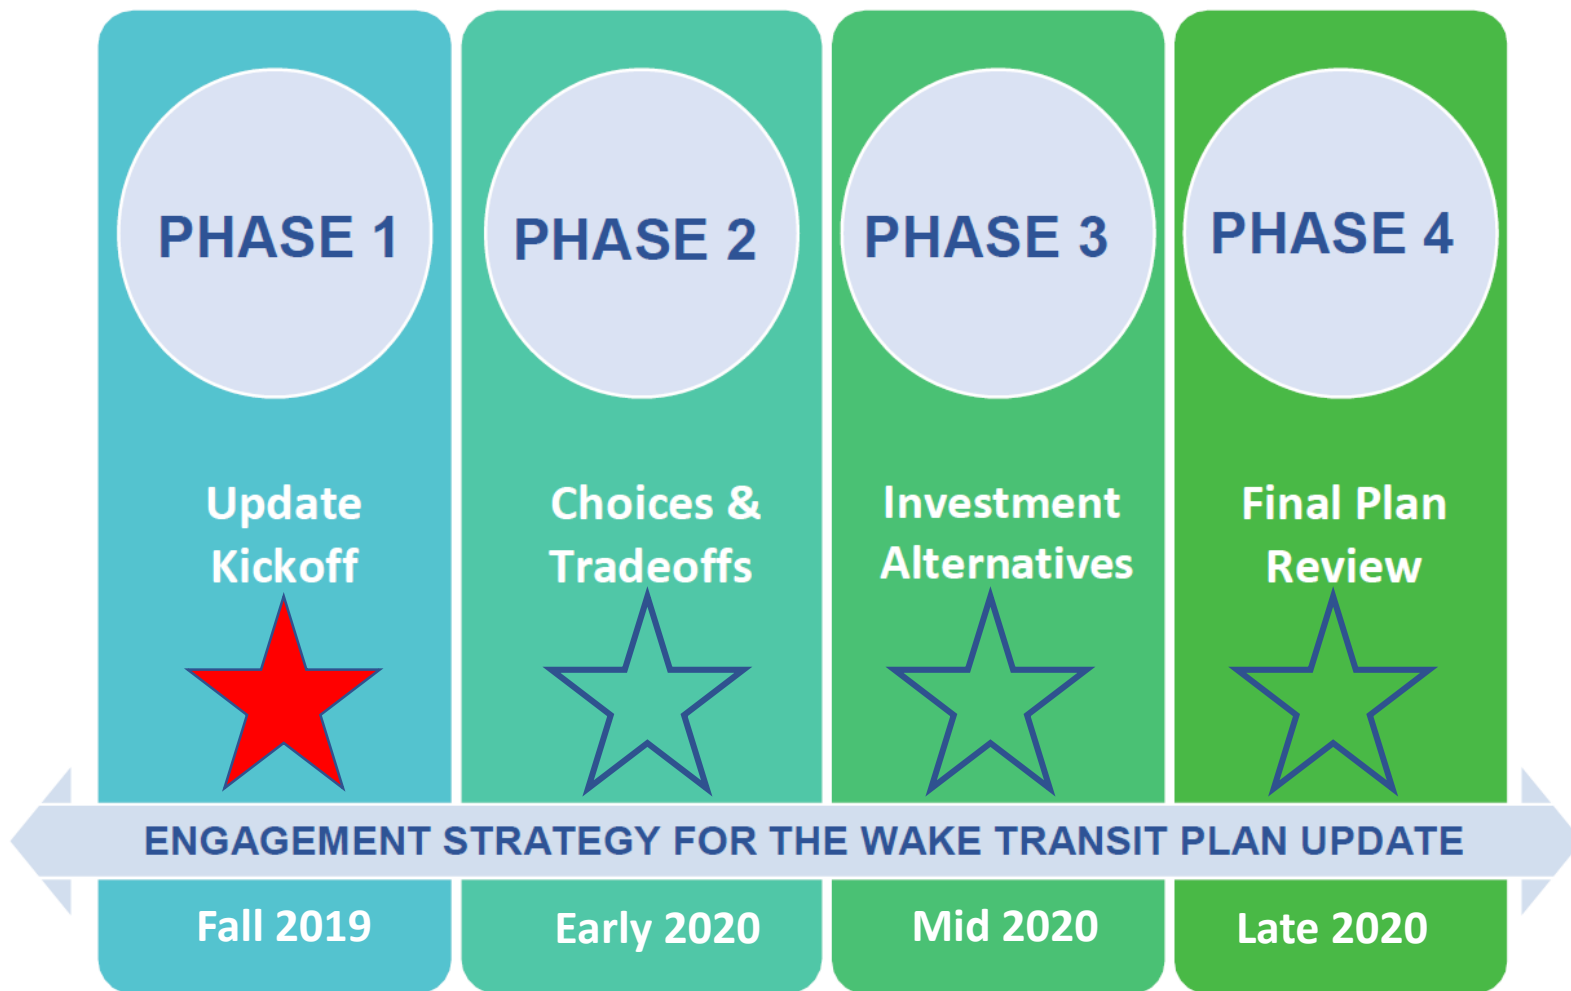 PHASE 1
PHASE 2
PHASE 3
PHASE 4
Update
Kickoff
Choices &
Tradeoffs
Investment
Alternatives
Final Plan
Review
ENGAGEMENT STRATEGY FOR THE WAKE TRANSIT PLAN UPDATE
Fall 2019
Early 2020
Mid 2020
Late 2020